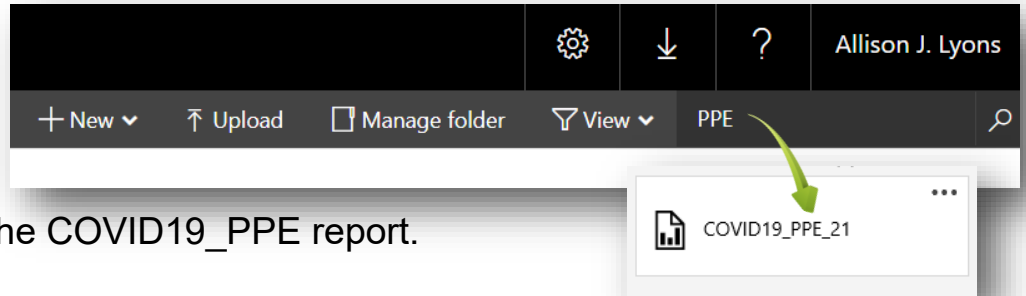 ? Allison J. Lyons
New Upload Manage folder View PPE
COVID19_PPE_21
he COVID19_PPE report.